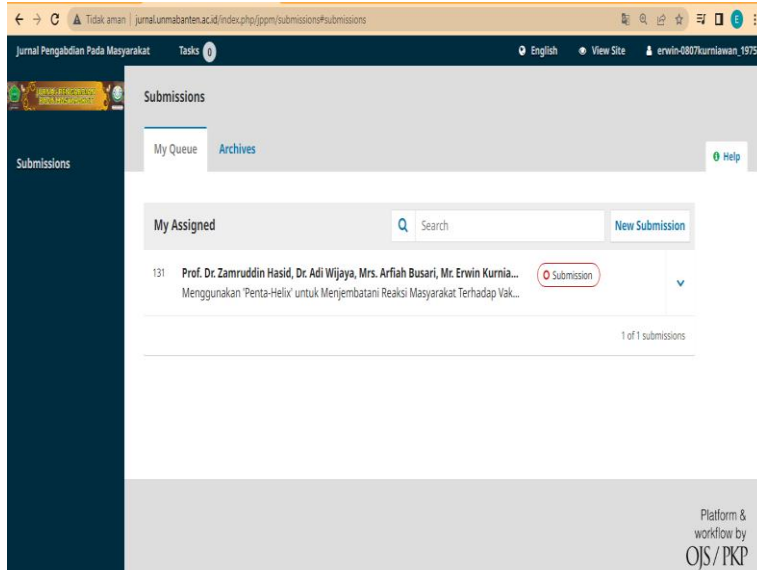 Tidak aman | jurnal.unmabanten.ac.id/index.php/jppm/submissions#submissions
E
Jurnal Pengabdian Pada Masyarakat Tasks 0 English View Site erwin-0807kurniawan_1975
Submissions
My Queue Archives
Help
Submissions
My Assigned Search New Submission
131 Prof. Dr. Zamruddin Hasid, Dr. Adi Wijaya, Mrs. Arfiah Busari, Mr. Erwin Kurnia... Submission
Menggunakan 'Penta-Helix' untuk Menjembatani Reaksi Masyarakat Terhadap Vak...
1 of 1 submissions
Platform &
workflow by
OJS / PKP